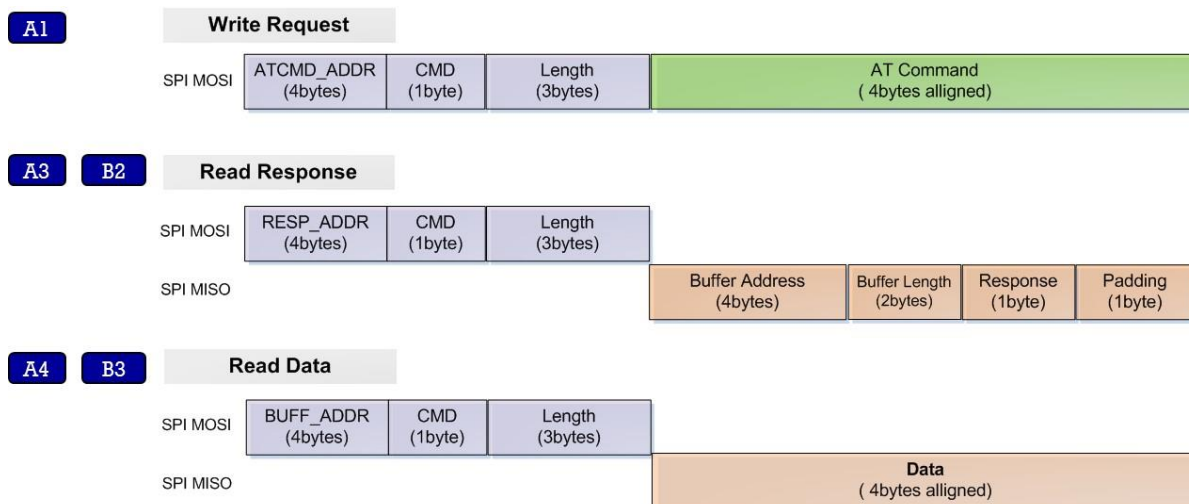 A1
Write Request
SPI MOSI
ATCMD_ADDR
(4bytes)
CMD
(1byte)
Length
(3bytes)
AT Command
( 4bytes alligned)
A3
B2
Read Response
SPI MOSI
RESP_ADDR
(4bytes)
CMD
(1byte)
Length
(3bytes)
SPI MISO
Buffer Address
(4bytes)
Buffer Length
(2bytes)
Response
(1byte)
Padding
(1byte)
A4
B3
Read Data
SPI MOSI
BUFF_ADDR
(4bytes)
CMD
(1byte)
Length
(3bytes)
SPI MISO
Data
( 4bytes alligned)